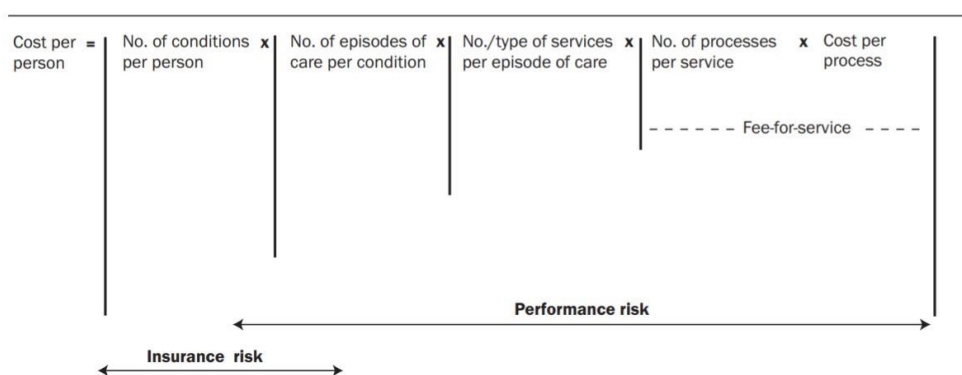 Cost per = No. of conditions x No. of episodes of x No./type of services x No. of processes x Cost per
person per person care per condition per episode of care per service process
Fee-for-service
Performance risk
Insurance risk